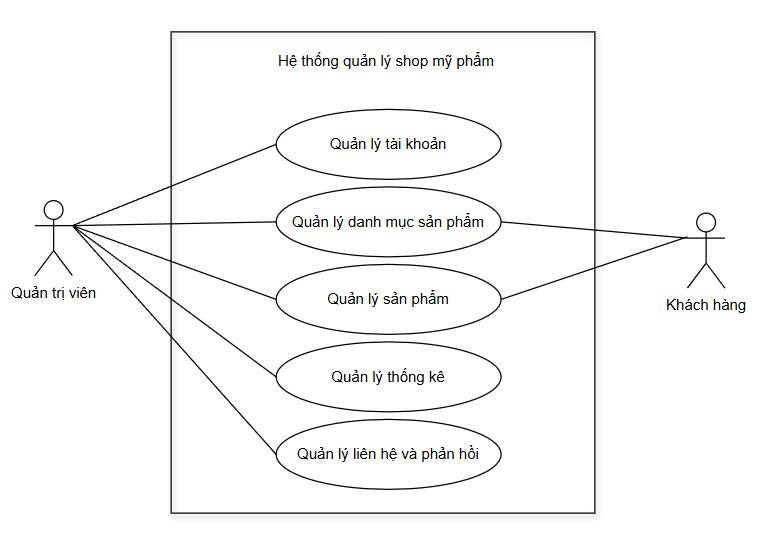 Hệ thống quản lý shop mỹ phẩm
Quản lý tài khoản
Quản lý danh mục sản phẩm
Quản lý sản phẩm
Quản lý thống kê
Quản lý liên hệ và phản hồi
Quản trị viên
Khách hàng